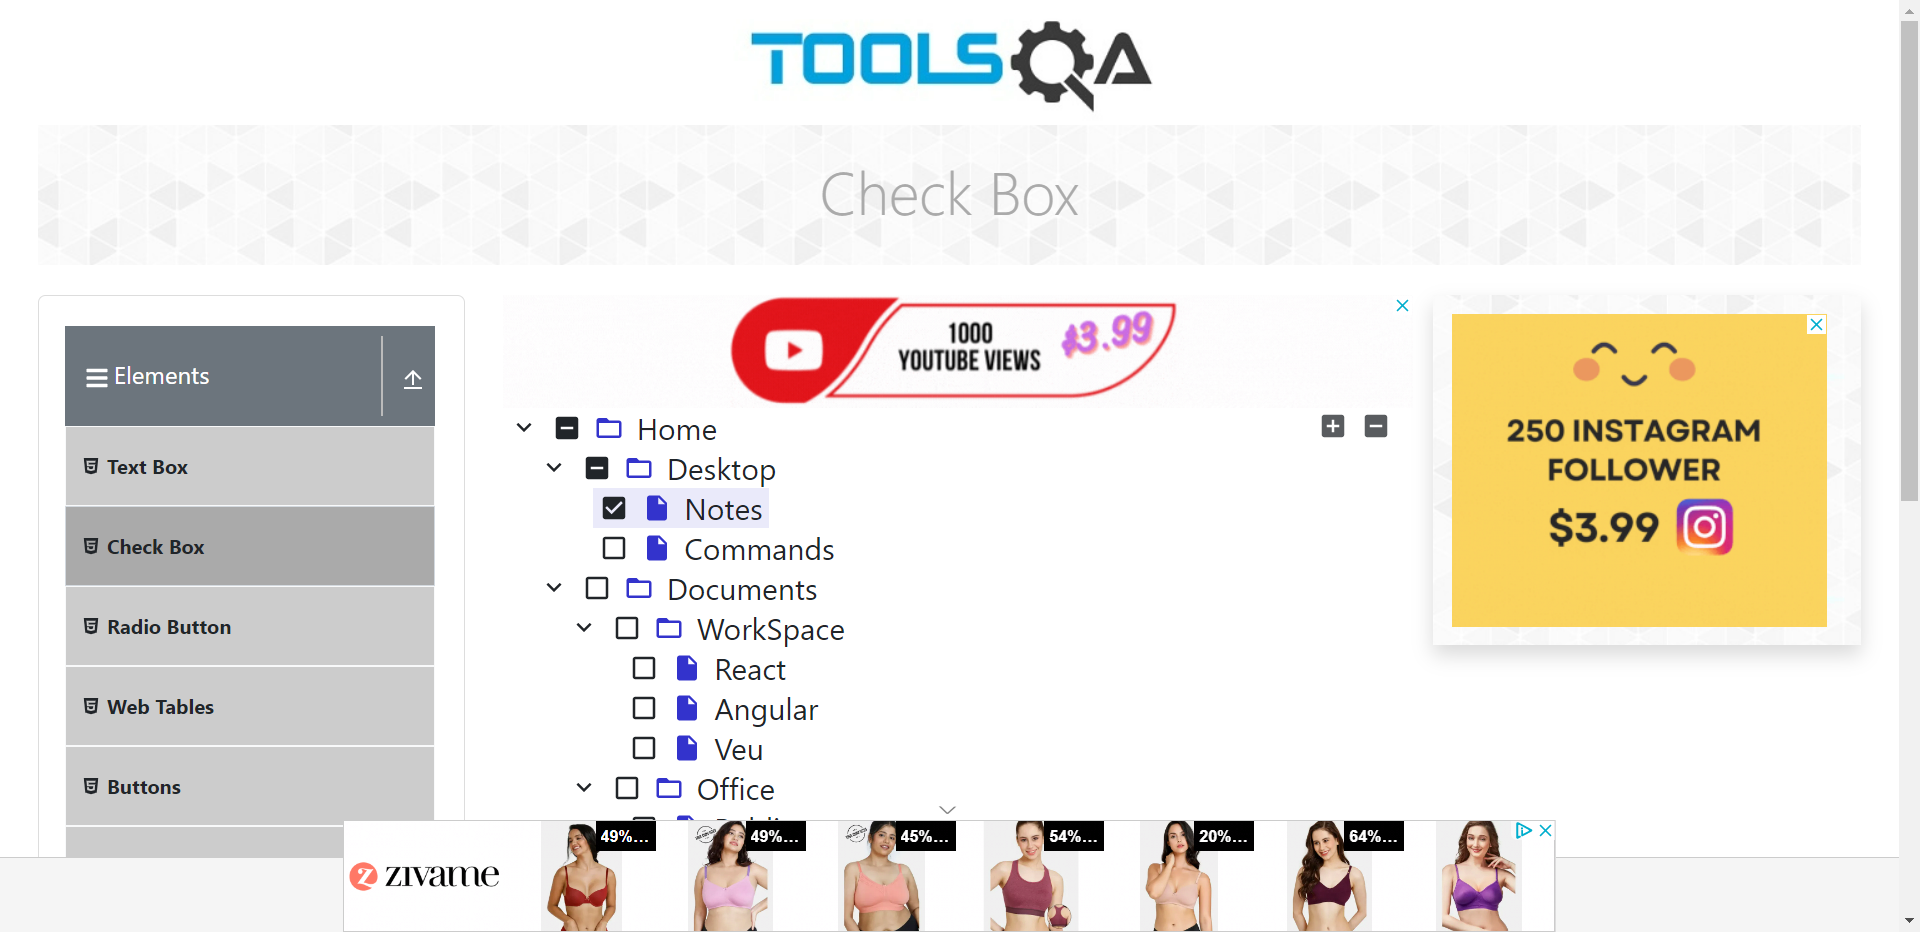 TOOLSQA
Check Box
Elements
Text Box
Check Box
Radio Button
Web Tables
Buttons
1000
YOUTUBE VIEWS
$3.99
Home
Desktop
Notes
Commands
Documents
WorkSpace
React
Angular
Veu
Office
250 INSTAGRAM
FOLLOWER
$3.99
zivame
49%...
49%...
45%...
54%...
20%...
64%...